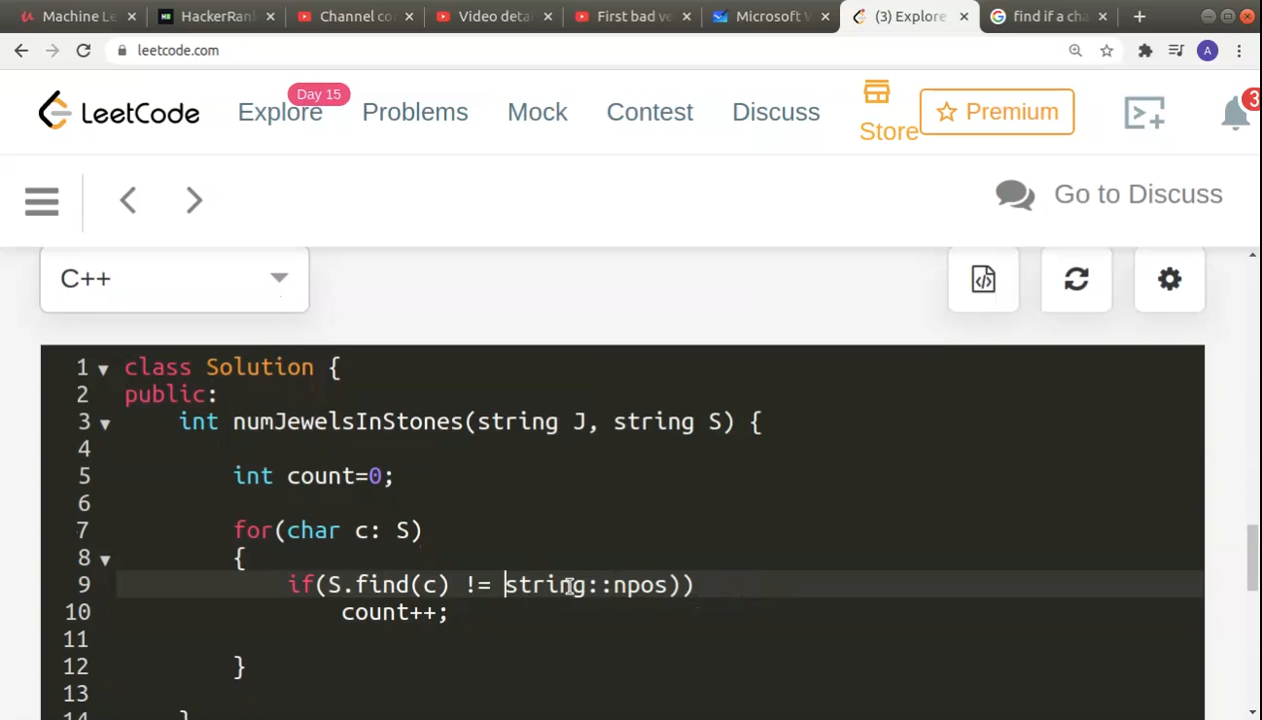 Machine Le
HackerRan
Channel co
Video deta
First bad ve
Microsoft V
(3) Explore
find if a cha
leetcode.com
A
LeetCode
Explore
Day 15
Problems
Mock
Contest
Discuss
Store
Premium
3
Go to Discuss
C++
1 class Solution {
2 public:
3 int numJewelsInStones(string J, string S) {
4
5 int count=0;
6
7 for(char c: S)
8 {
9 if(S.find(c) != string::npos))
10 count++;
11
12 }
13
14 }